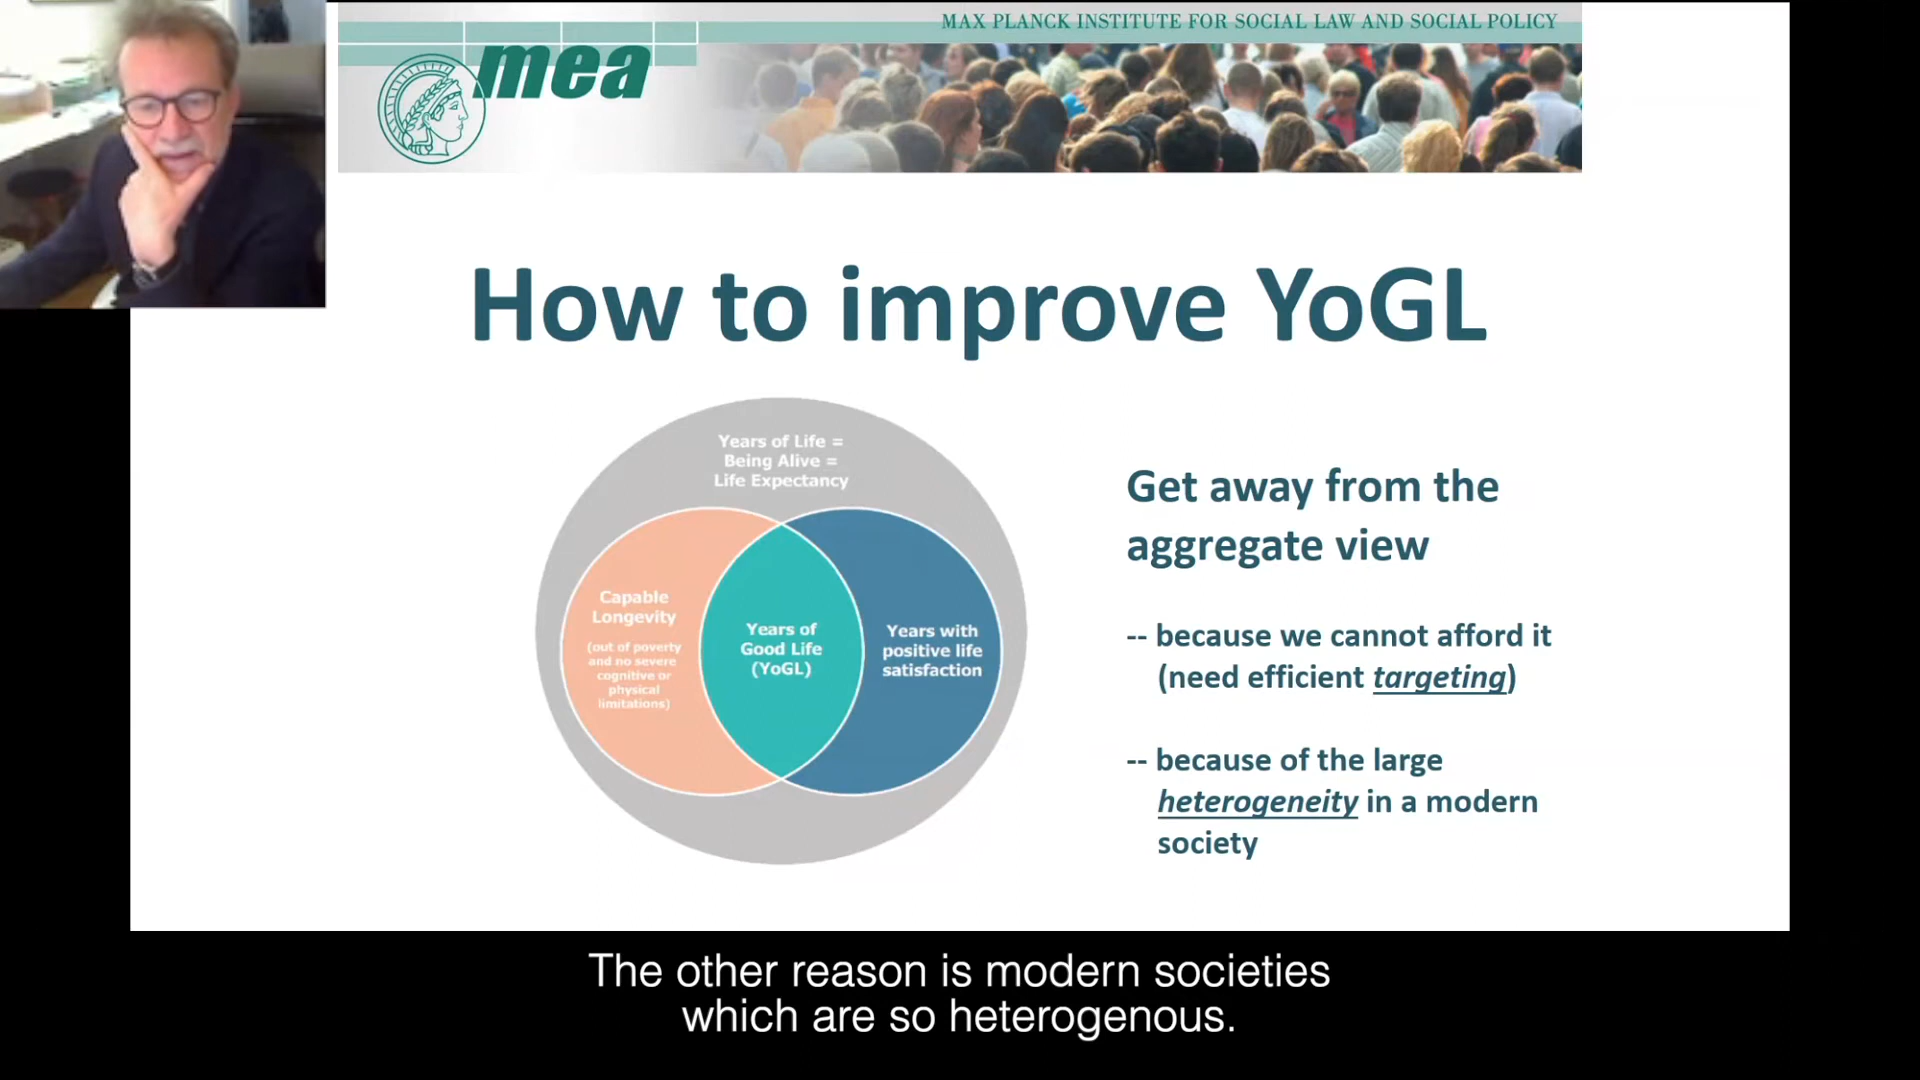 MAX PLANCK INSTITUTE FOR SOCIAL LAW AND SOCIAL POLICY
mea
How to improve YoGL
Years of Life =
Being Alive =
Life Expectancy
Capable
Longevity
(out of poverty
and no severe
cognitive or
physical
limitations)
Years of
Good Life
(YoGL)
Years with
positive life
satisfaction
Get away from the
aggregate view
-- because we cannot afford it
(need efficient targeting)
-- because of the large
heterogeneity in a modern
society
The other reason is modern societies
which are so heterogenous.